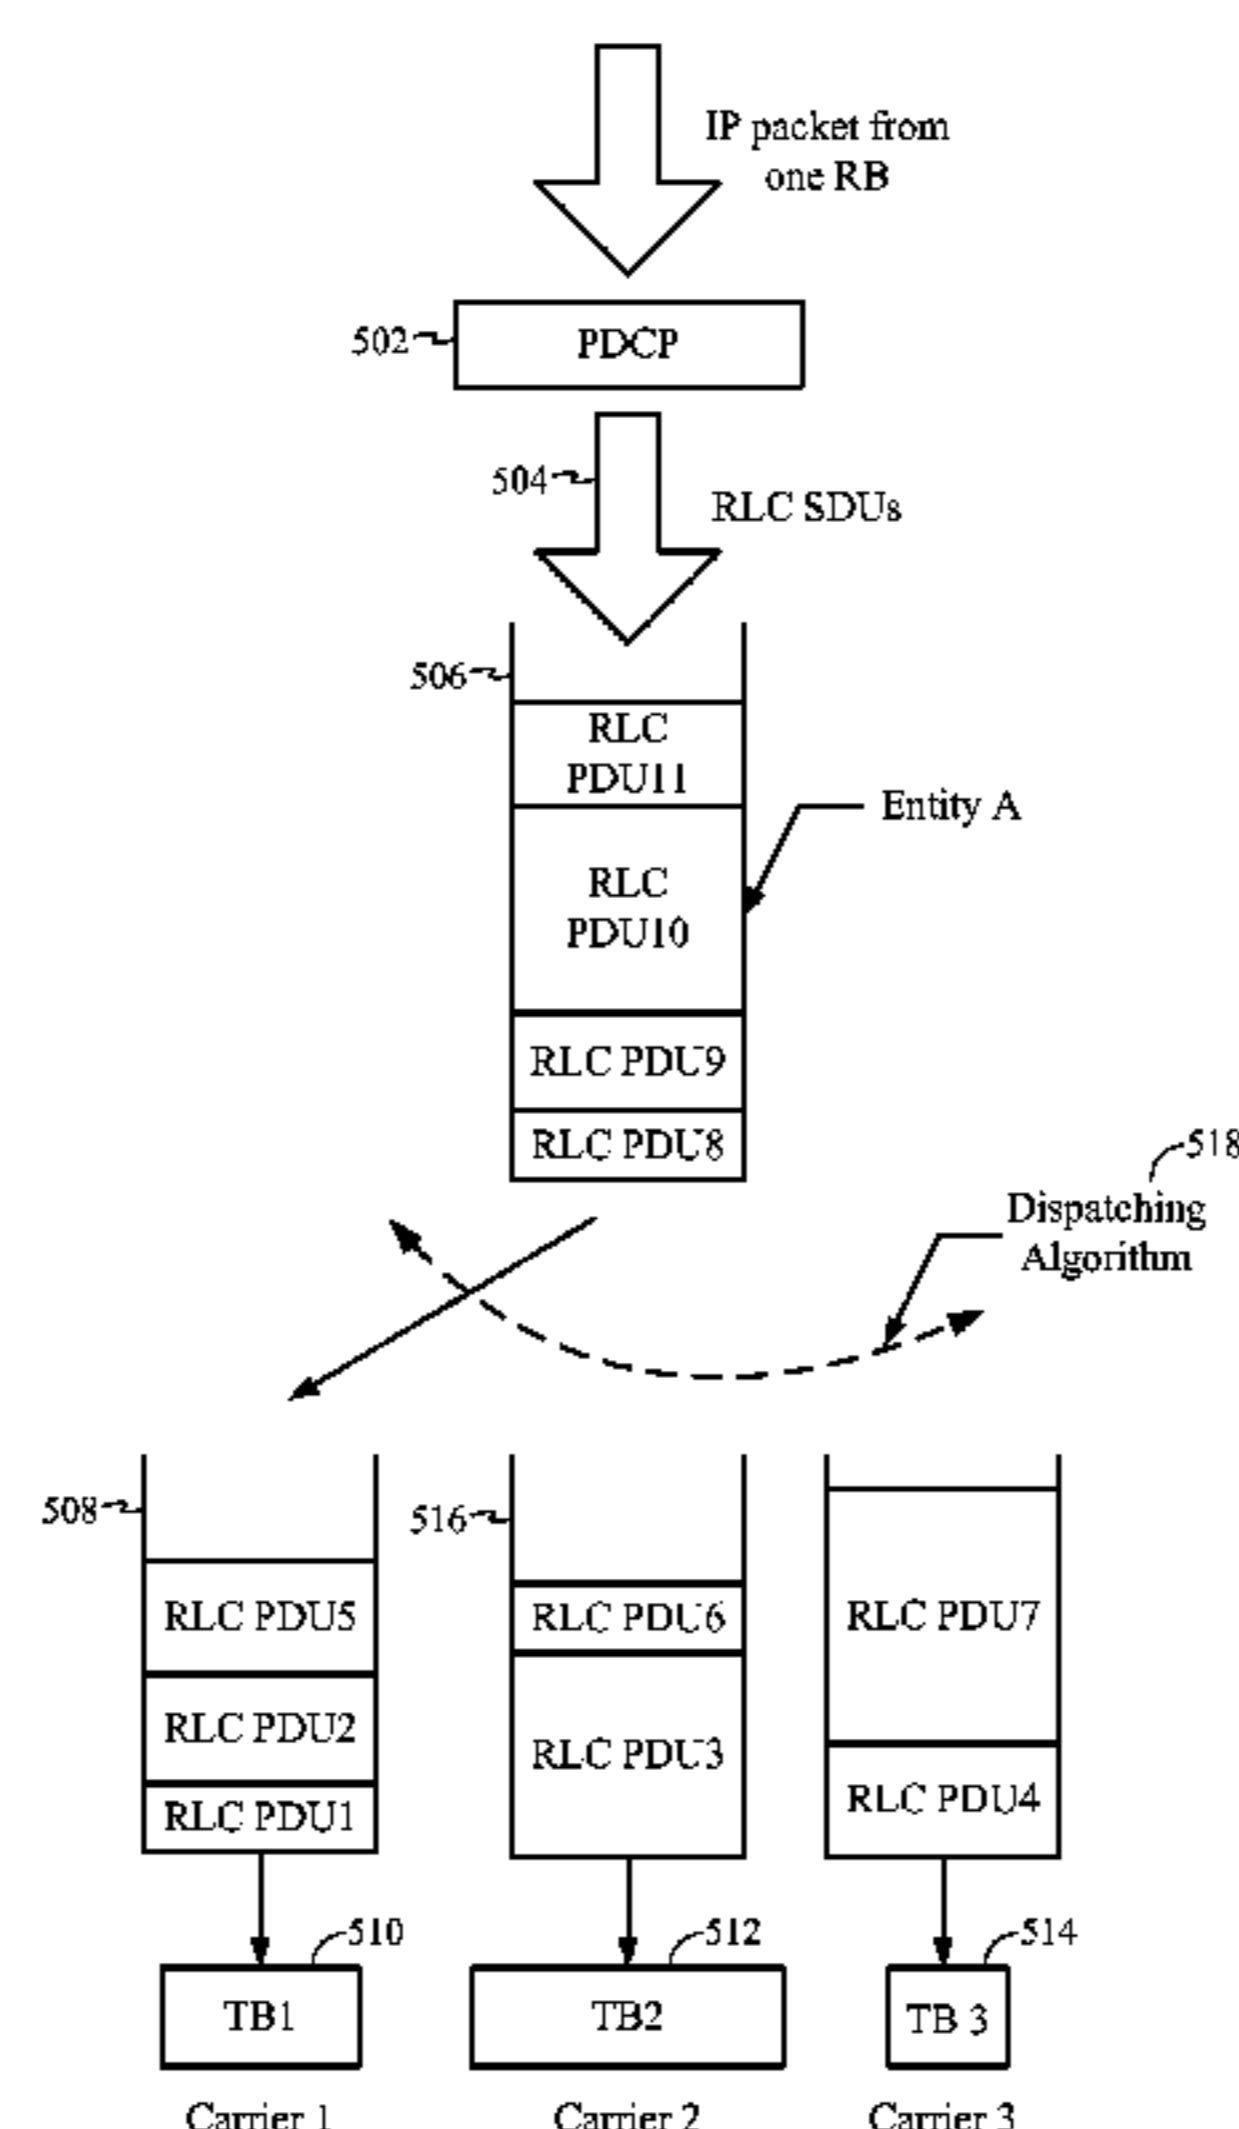 IP packet from
one RB
502
PDCP
504
RLC SDUs
506
RLC
PDU11
Entity A
RLC
PDU10
RLC PDU9
RLC PDU8
518
Dispatching
Algorithm
508
516
RLC PDU5
RLC PDU6
RLC PDU7
RLC PDU2
RLC PDU3
RLC PDU4
RLC PDU1
510
512
514
TB1
TB2
TB 3
Carrier 1
Carrier 2
Carrier 3